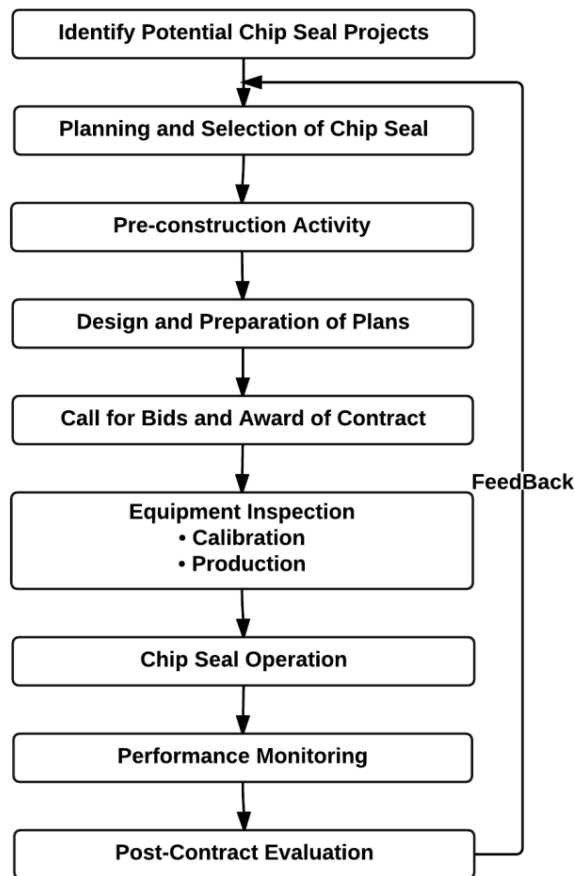 Identify Potential Chip Seal Projects
Planning and Selection of Chip Seal
Pre-construction Activity
Design and Preparation of Plans
Call for Bids and Award of Contract
FeedBack
Equipment Inspection
• Calibration
• Production
Chip Seal Operation
Performance Monitoring
Post-Contract Evaluation